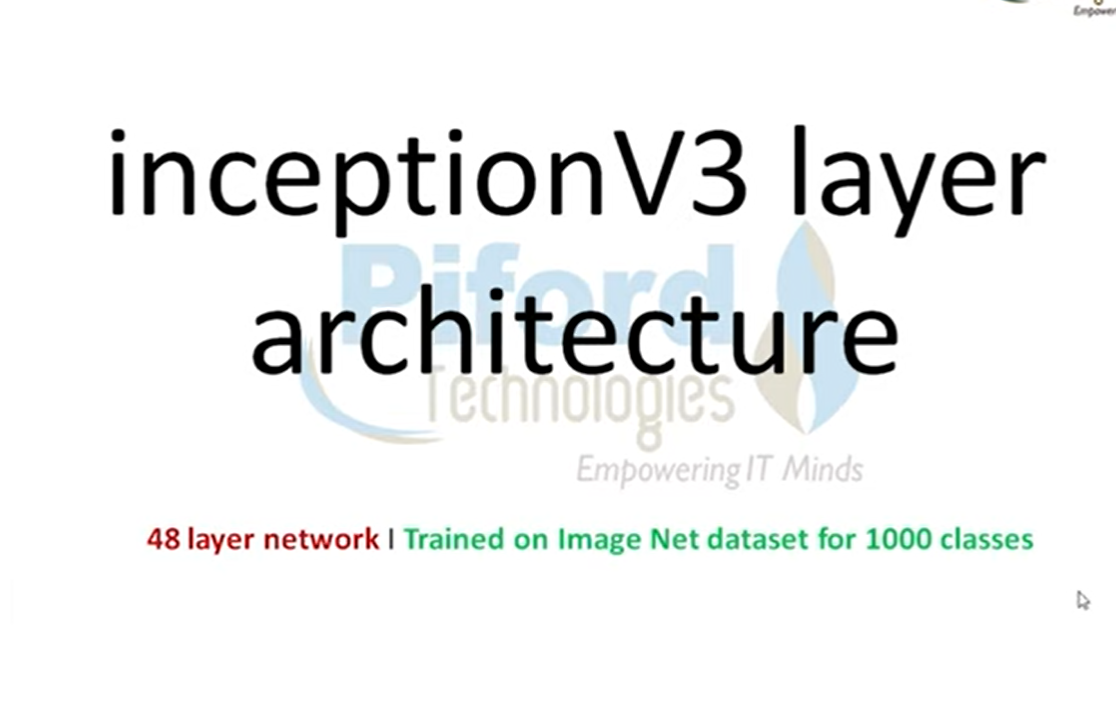 inceptionV3 layer
architecture
Piford
Technologies
Empowering IT Minds
48 layer network | Trained on Image Net dataset for 1000 classes